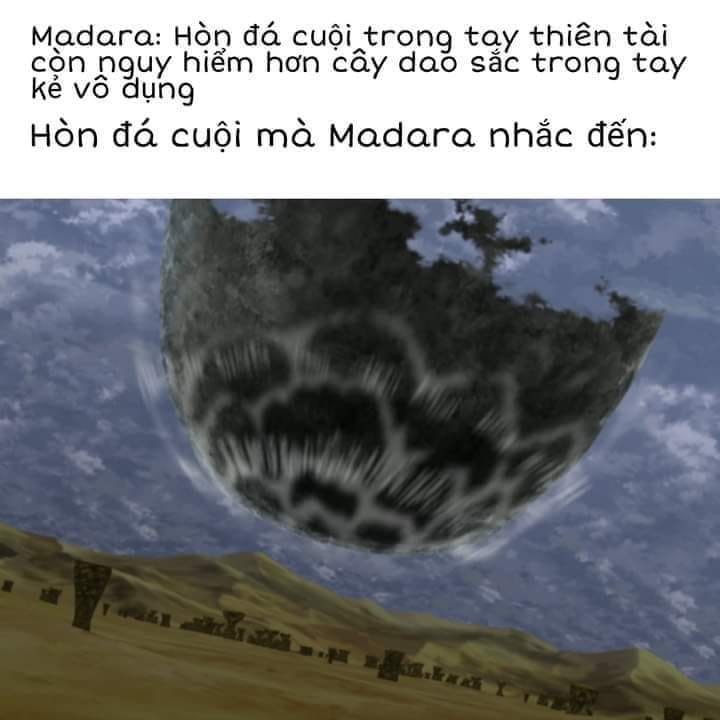 Madara: Hòn đá cuội trong tay thiên tài
còn nguy hiểm hơn cây dao sắc trong tay
kẻ vô dụng
Hòn đá cuội mà Madara nhắc đến: